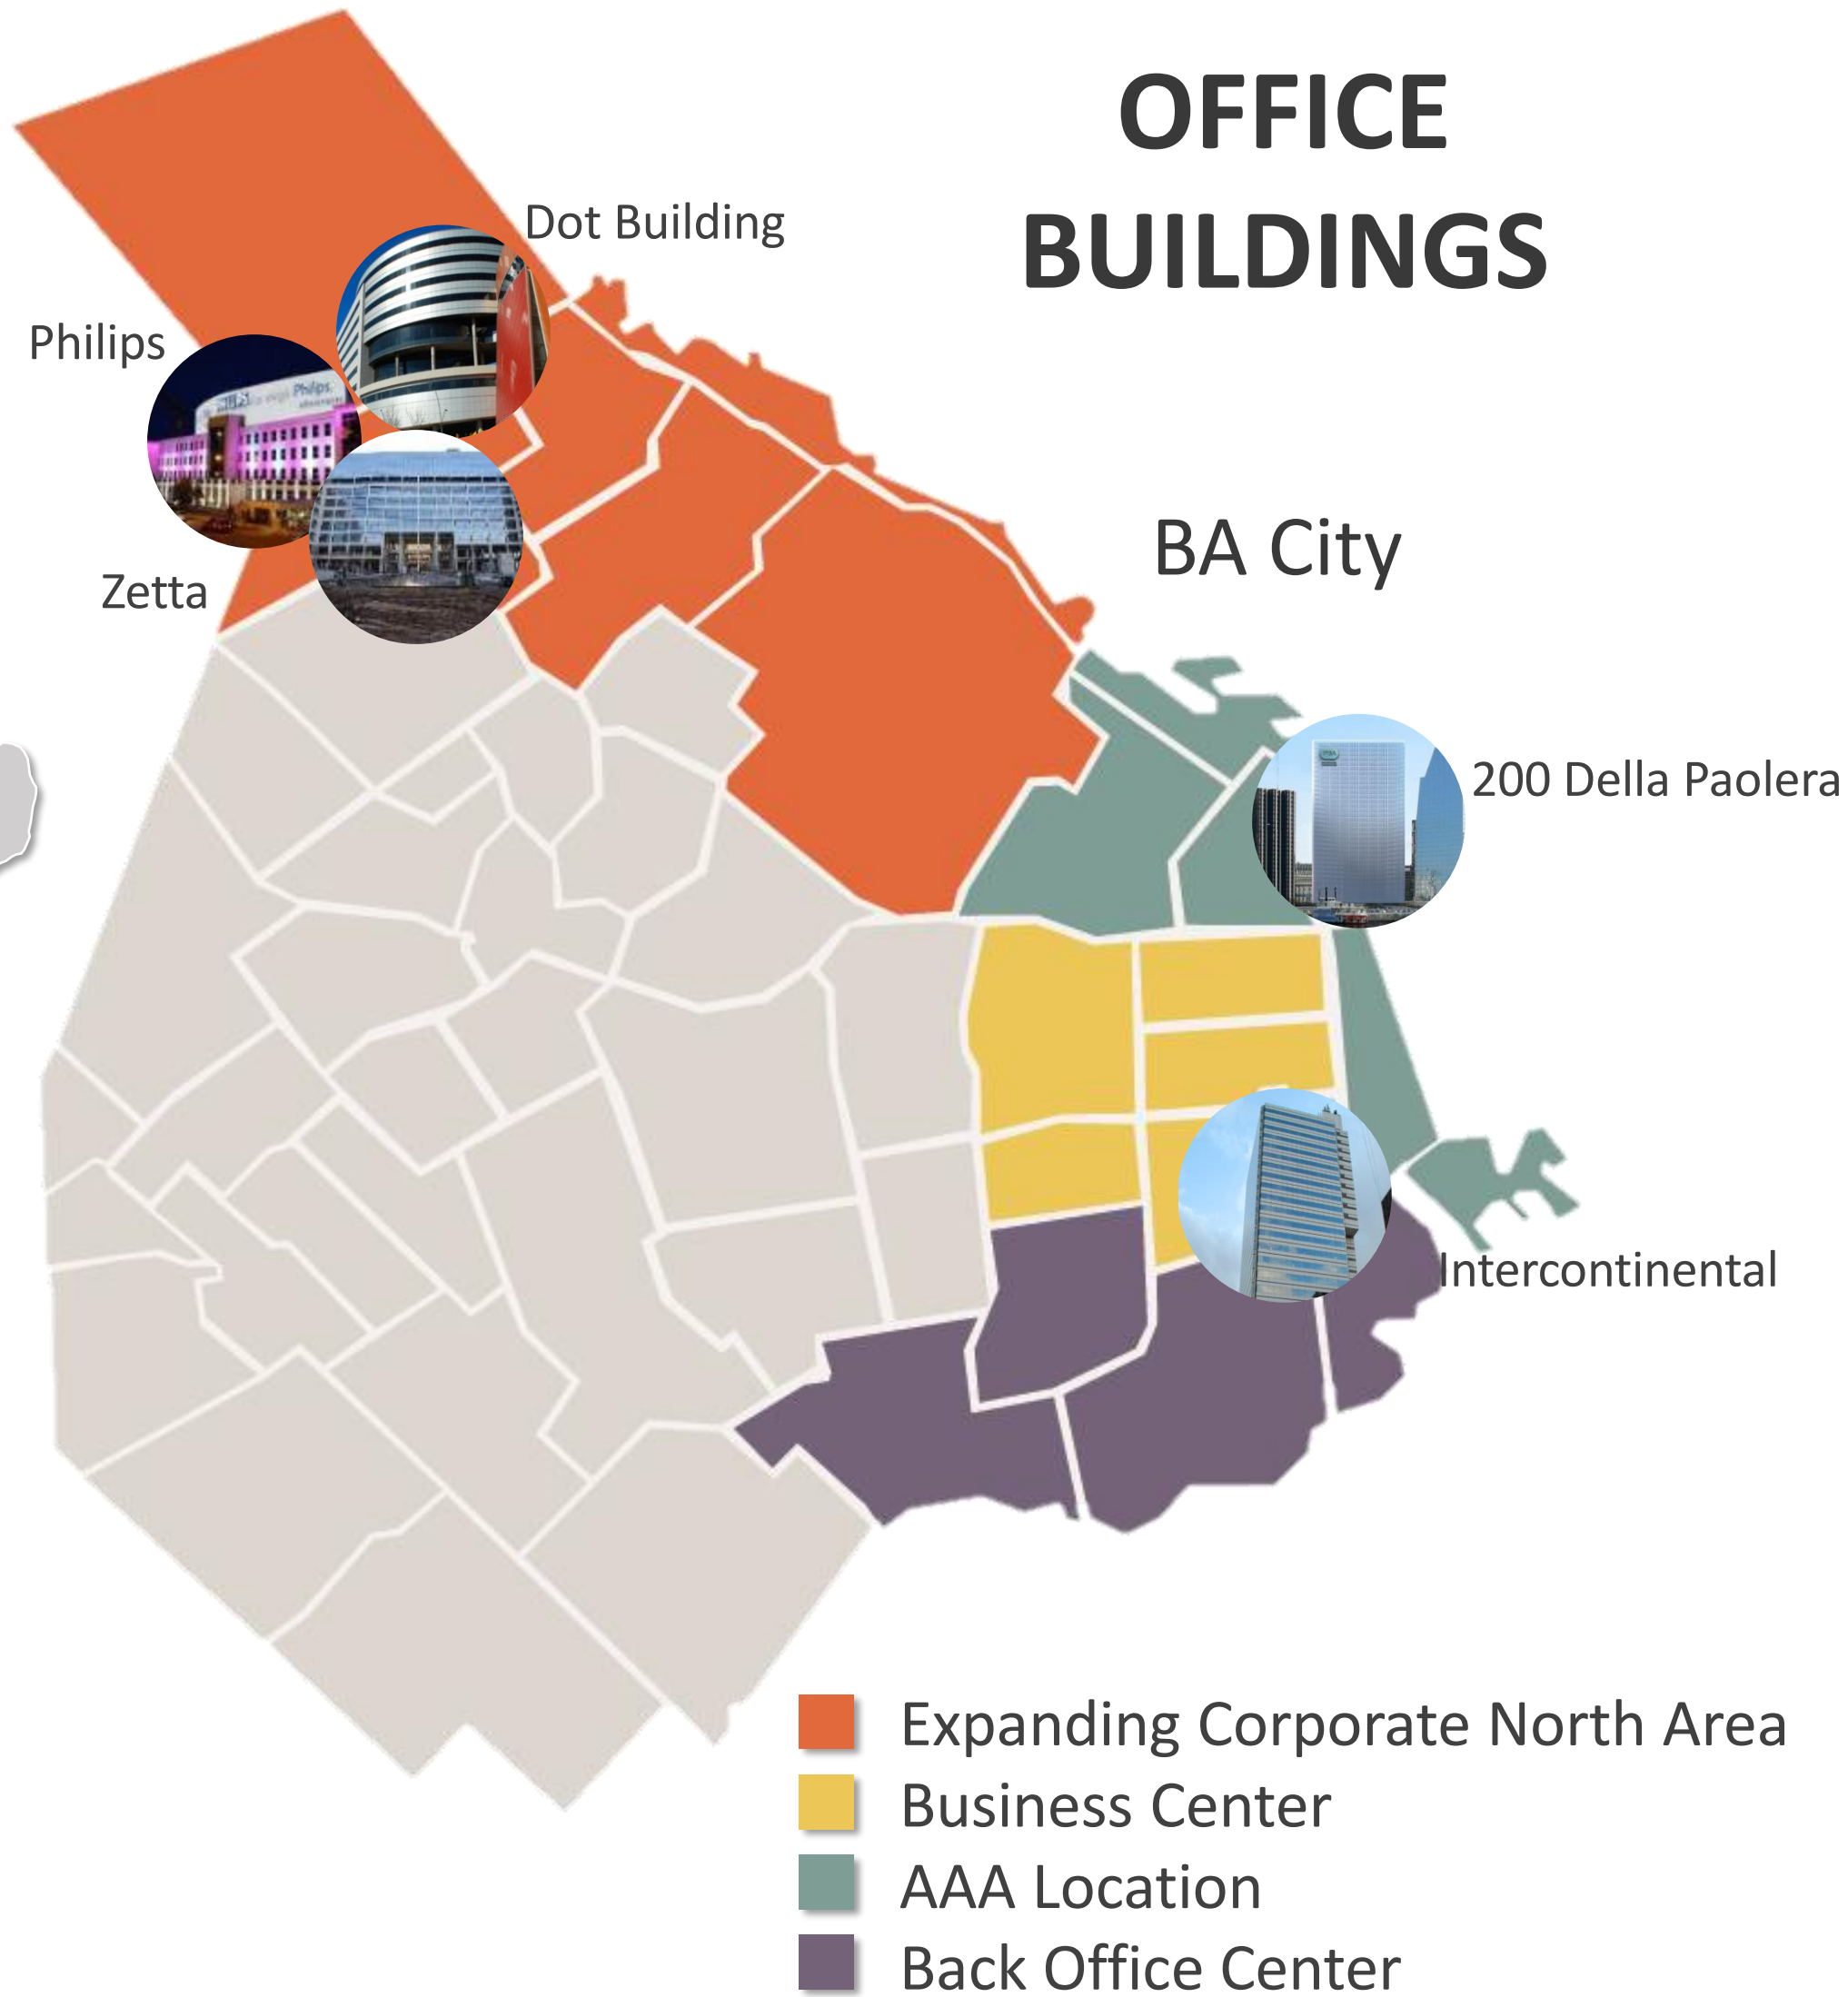 OFFICE
BUILDINGS
Dot Building
Philips
Philips
Zetta
BA City
200 Della Paolera
Intercontinental
Expanding Corporate North Area
Business Center
AAA Location
Back Office Center